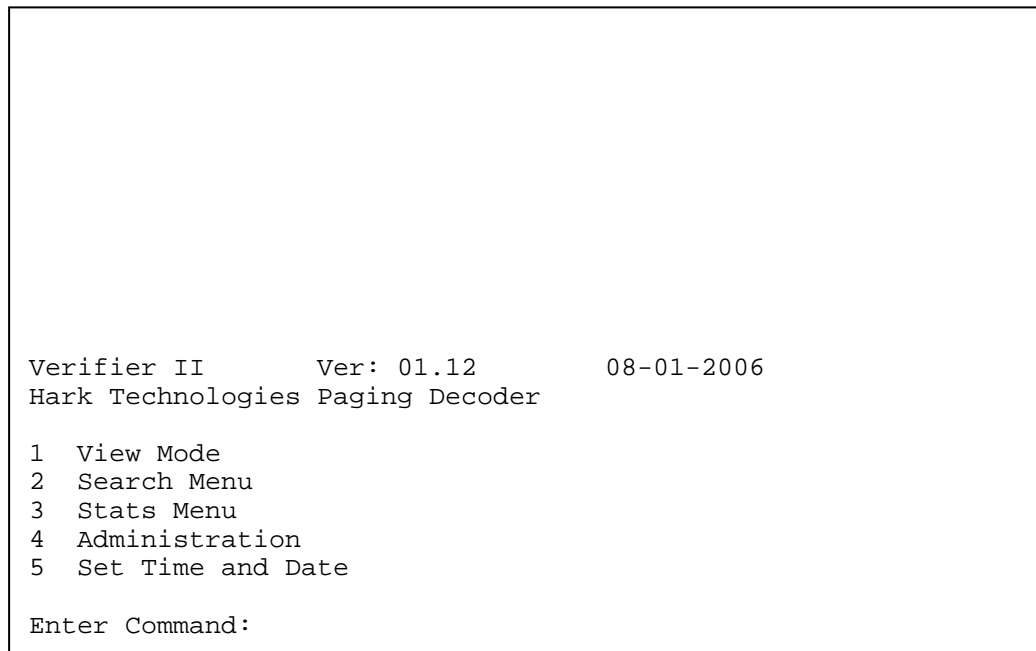 Verifier II Ver: 01.12 08-01-2006
Hark Technologies Paging Decoder
1 View Mode
2 Search Menu
3 Stats Menu
4 Administration
5 Set Time and Date
Enter Command: